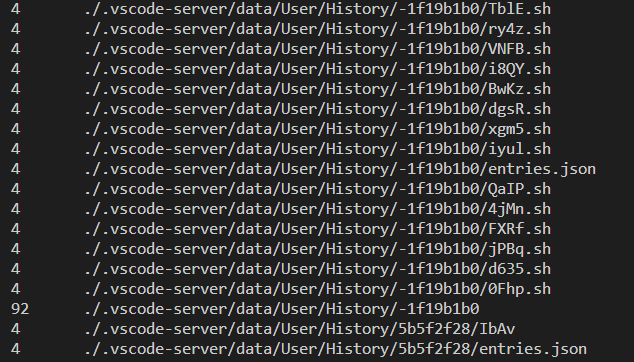 4 ./.vscode-server/data/User/History/-1f19b1b0/TblE.sh
4 ./.vscode-server/data/User/History/-1f19b1b0/ry4z.sh
4 ./.vscode-server/data/User/History/-1f19b1b0/VNFB.sh
4 ./.vscode-server/data/User/History/-1f19b1b0/i8QY.sh
4 ./.vscode-server/data/User/History/-1f19b1b0/BwKz.sh
4 ./.vscode-server/data/User/History/-1f19b1b0/dgsR.sh
4 ./.vscode-server/data/User/History/-1f19b1b0/xgm5.sh
4 ./.vscode-server/data/User/History/-1f19b1b0/iyul.sh
4 ./.vscode-server/data/User/History/-1f19b1b0/entries.json
4 ./.vscode-server/data/User/History/-1f19b1b0/QaIP.sh
4 ./.vscode-server/data/User/History/-1f19b1b0/4jMn.sh
4 ./.vscode-server/data/User/History/-1f19b1b0/FXRf.sh
4 ./.vscode-server/data/User/History/-1f19b1b0/jPBq.sh
4 ./.vscode-server/data/User/History/-1f19b1b0/d635.sh
4 ./.vscode-server/data/User/History/-1f19b1b0/0Fhp.sh
92 ./.vscode-server/data/User/History/-1f19b1b0
4 ./.vscode-server/data/User/History/5b5f2f28/IbAv
4 ./.vscode-server/data/User/History/5b5f2f28/entries.json